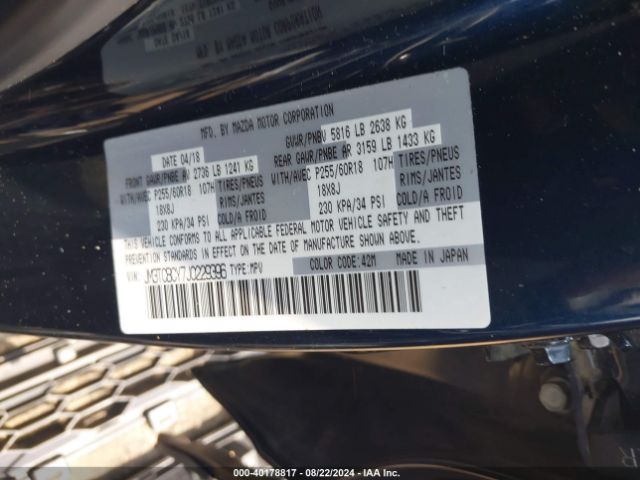 MFD. BY MAZDA MOTOR CORPORATION
DATE 04/18 GVWR/PNBV 5816 LB 2638 KG
FRONT GAWR/PNBE AV 2736 LB 1241 KG REAR GAWR/PNBE AR 3159 LB 1433 KG
WITH/AVEC P255/60R18 107H TIRES/PNEUS WITH/AVEC P255/60R18 107H TIRES/PNEUS
18X8J RIMS/JANTES 18X8J RIMS/JANTES
230 KPA/34 PSI COLD/A FROID 230 KPA/34 PSI COLD/A FROID
THIS VEHICLE CONFORMS TO ALL APPLICABLE FEDERAL MOTOR VEHICLE SAFETY AND THEFT
PREVENTION STANDARDS IN EFFECT ON THE DATE OF MANUFACTURE SHOWN ABOVE.
VIN: JM3TCBCY7J0229396 TYPE: MPV COLOR CODE: 42M MADE IN JAPAN
R
000-40178817 - 08/22/2024 - IAA Inc.